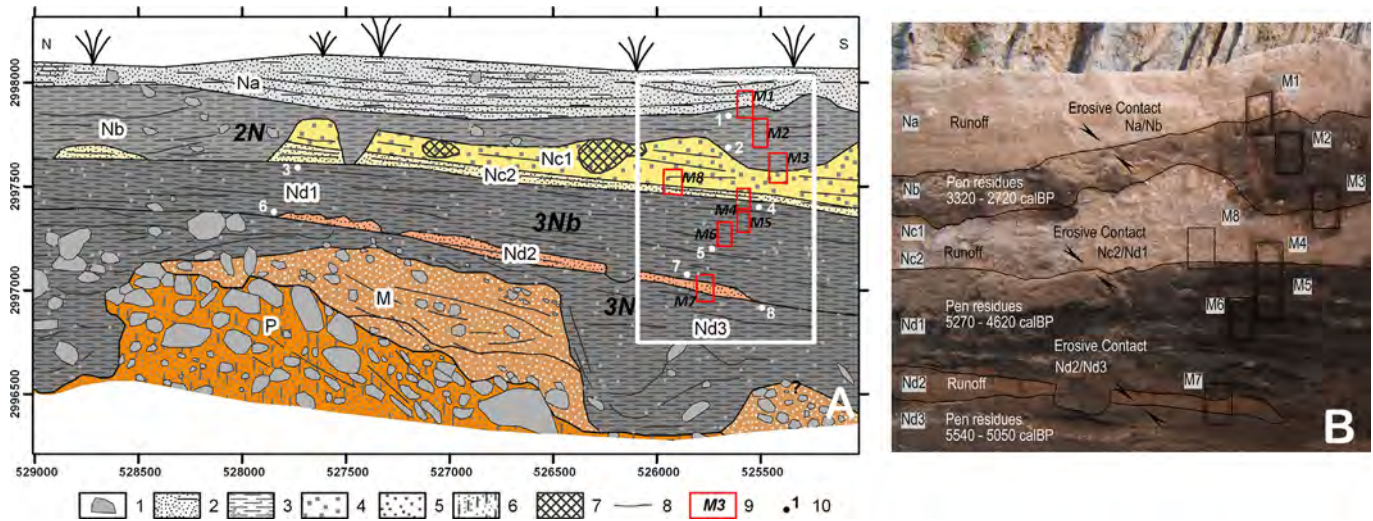 N
S
2998000
2997500
2997000
2996500
Na
Nb
2N
Nc1
Nc2
Nd1
3Nb
Nd2
3N
Nd3
M
P
?
M1
M2
M3
M8
M4
M5
M6
M7
1
2
3
4
5
6
7
8
A
529000 528500 528000 527500 527000 526500 526000 525500
1 2 3 4 5 6 7 8 M3 9 1 10
M1
Erosive Contact
Na/Nb
Na Runoff
M2
M3
Nb Pen residues
3320 - 2720 calBP
Nc1
M8
Erosive Contact
Nc2/Nd1
M4
Nc2 Runoff
M5
M6
Nd1 Pen residues
5270 - 4620 calBP
Erosive Contact
Nd2/Nd3
M7
Nd2 Runoff
Nd3 Pen residues
5540 - 5050 calBP
B